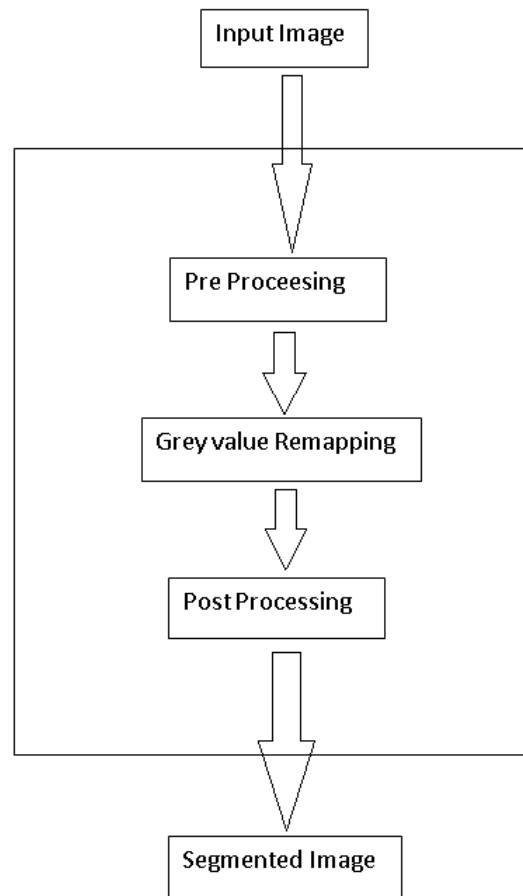 Input Image
Pre Proceesing
Grey value Remapping
Post Processing
Segmented Image